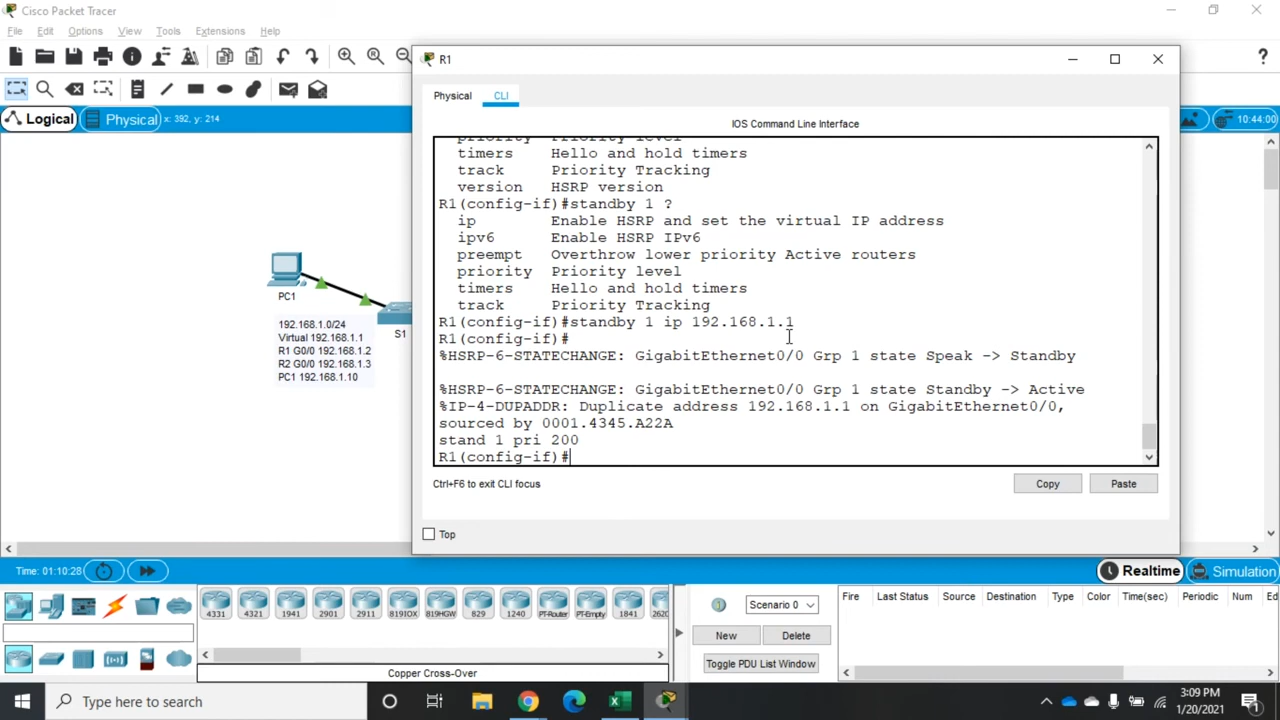 Cisco Packet Tracer
File Edit Options View Tools Extensions Help
R1
Physical CLI
Logical Physical x: 392, y: 214
10:44:00
IOS Command Line Interface
priority Priority level
timers Hello and hold timers
track Priority Tracking
version HSRP version
R1(config-if)#standby 1 ?
ip Enable HSRP and set the virtual IP address
ipv6 Enable HSRP IPv6
preempt Overthrow lower priority Active routers
priority Priority level
timers Hello and hold timers
track Priority Tracking
R1(config-if)#standby 1 ip 192.168.1.1
R1(config-if)#
%HSRP-6-STATECHANGE: GigabitEthernet0/0 Grp 1 state Speak -> Standby
%HSRP-6-STATECHANGE: GigabitEthernet0/0 Grp 1 state Standby -> Active
%IP-4-DUPADDR: Duplicate address 192.168.1.1 on GigabitEthernet0/0,
sourced by 0001.4345.A22A
stand 1 pri 200
R1(config-if)#
PC1
S1
192.168.1.0/24
Virtual 192.168.1.1
R1 G0/0 192.168.1.2
R2 G0/0 192.168.1.3
PC1 192.168.1.10
Ctrl+F6 to exit CLI focus
Copy Paste
Top
Time: 01:10:28
Realtime Simulation
4331 4321 1941 2901 2911 819IOX 819HGW 829 1240 PT-Router PT-Empty 1841 2620
Copper Cross-Over
Scenario 0
New Delete
Toggle PDU List Window
Fire Last Status Source Destination Type Color Time(sec) Periodic Num Ed
Type here to search
3:09 PM
1/20/2021
1